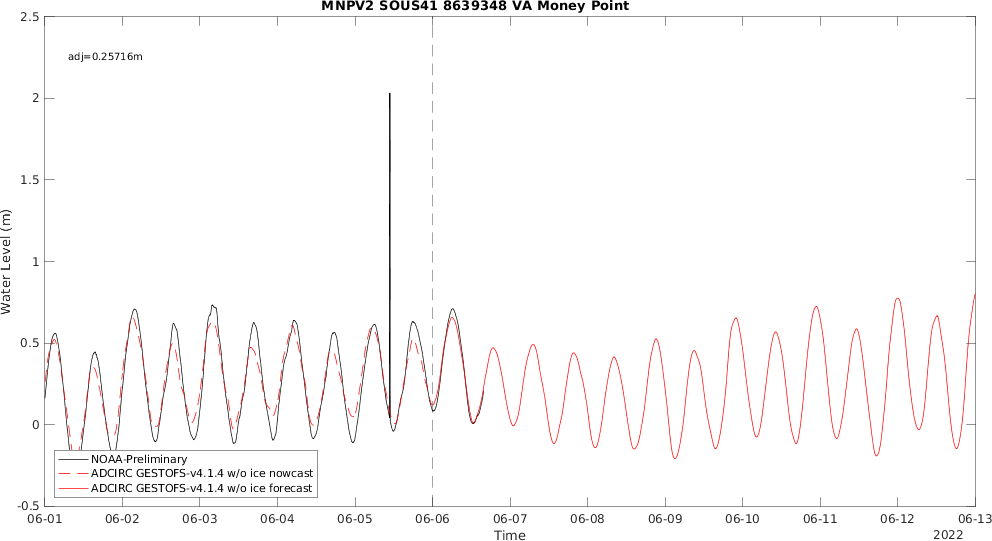 MNPV2 SOUS41 8639348 VA Money Point
adj=0.25716m
Water Level (m)
2.5
2
1.5
1
0.5
0
-0.5
NOAA-Preliminary
ADCIRC GESTOFS-v4.1.4 w/o ice nowcast
ADCIRC GESTOFS-v4.1.4 w/o ice forecast
06-01 06-02 06-03 06-04 06-05 06-06 06-07 06-08 06-09 06-10 06-11 06-12 06-13
Time
2022